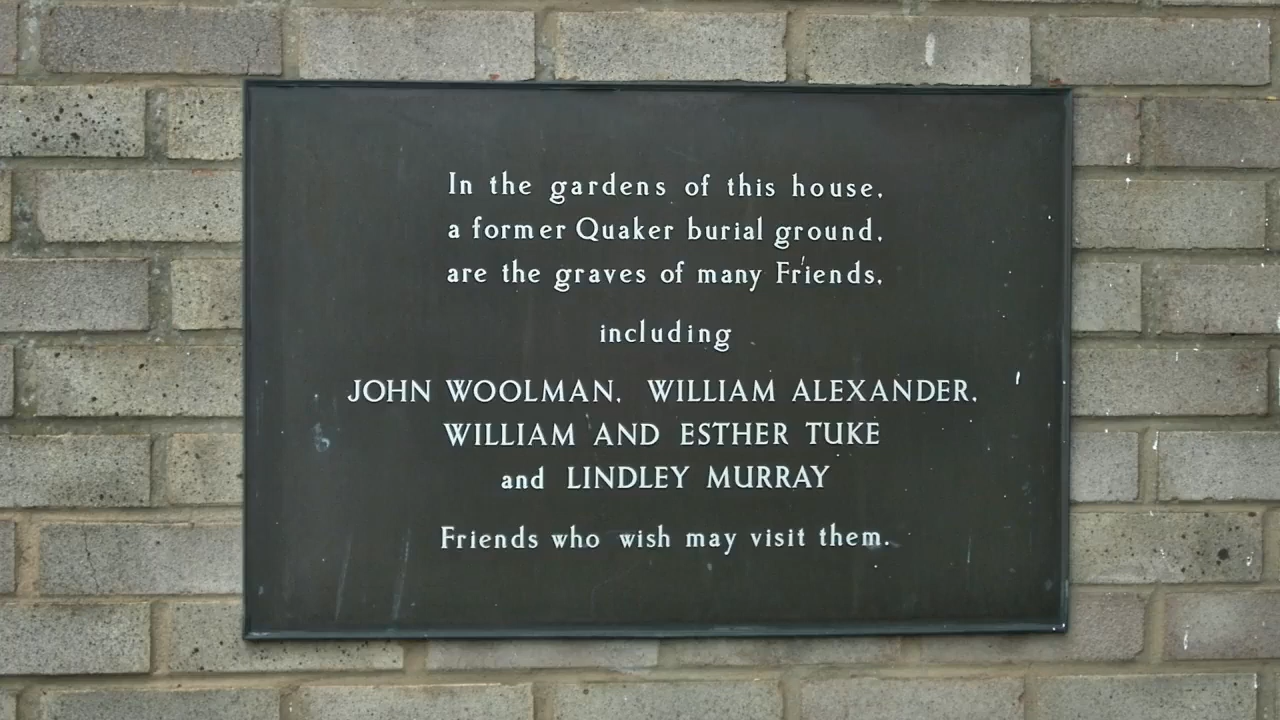 In the gardens of this house,
a former Quaker burial ground,
are the graves of many Friends,
including
JOHN WOOLMAN, WILLIAM ALEXANDER,
WILLIAM AND ESTHER TUKE
and LINDLEY MURRAY
Friends who wish may visit them.